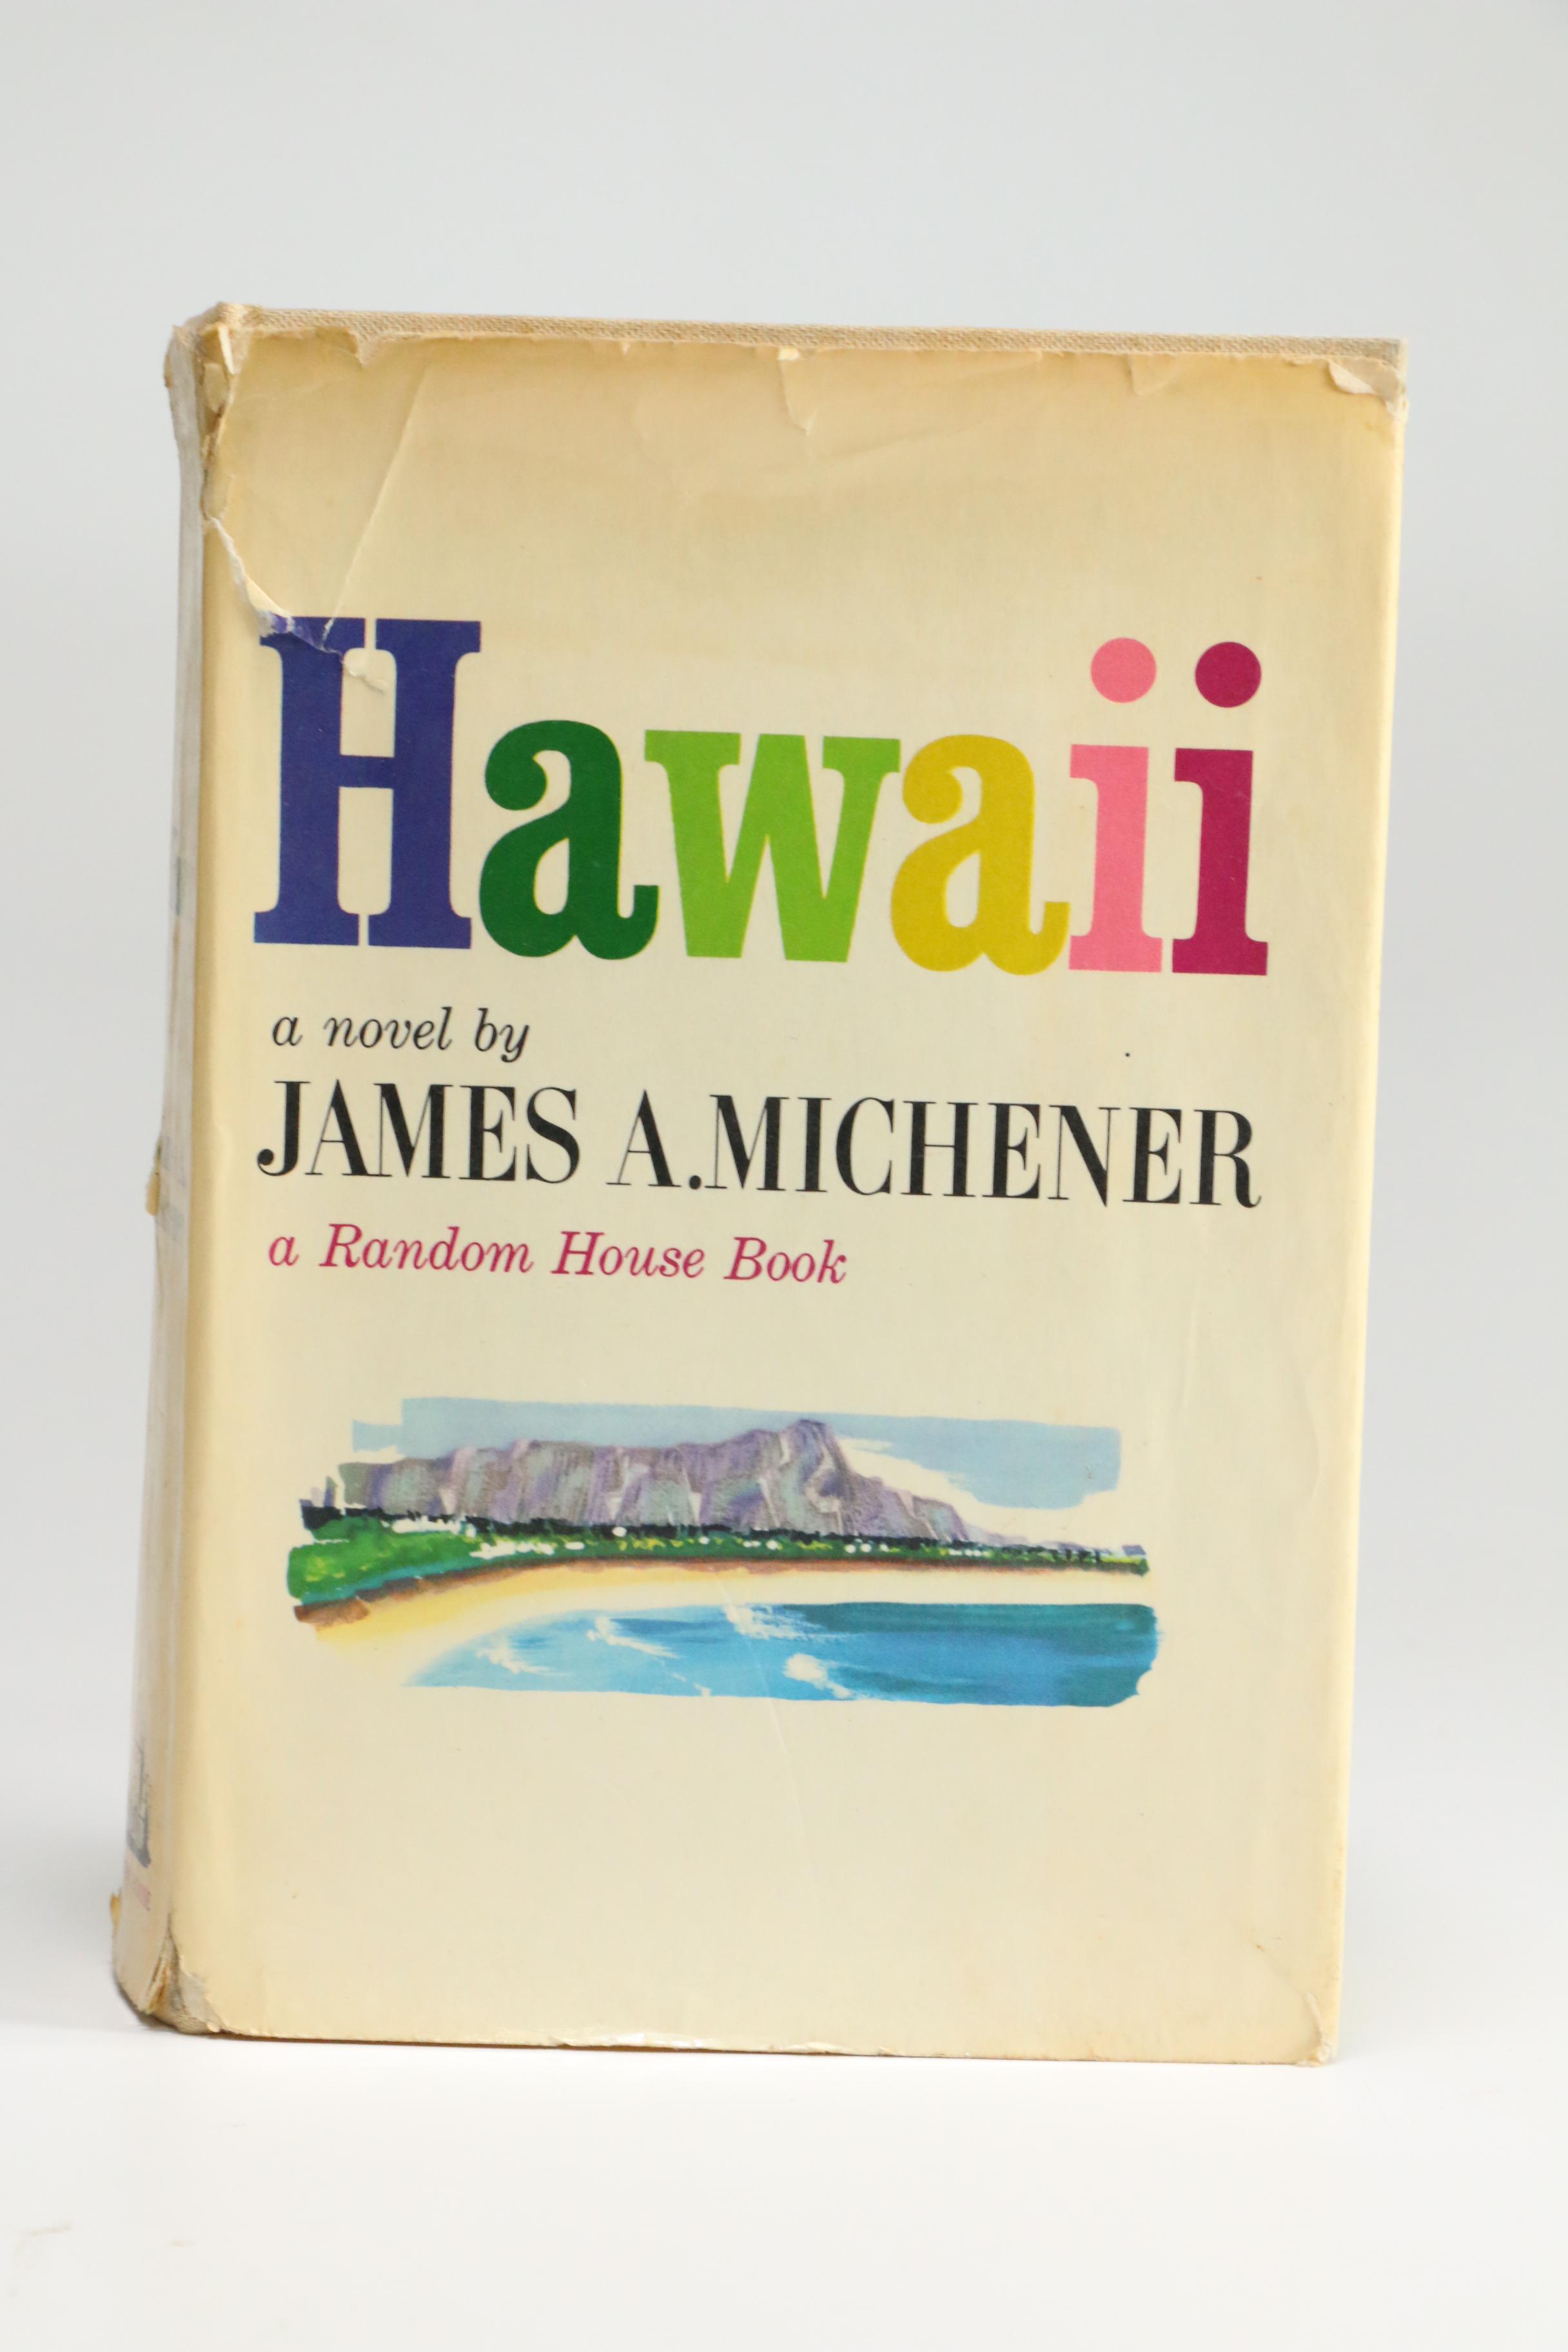 Hawaii
a novel by
JAMES A. MICHENER
a Random House Book